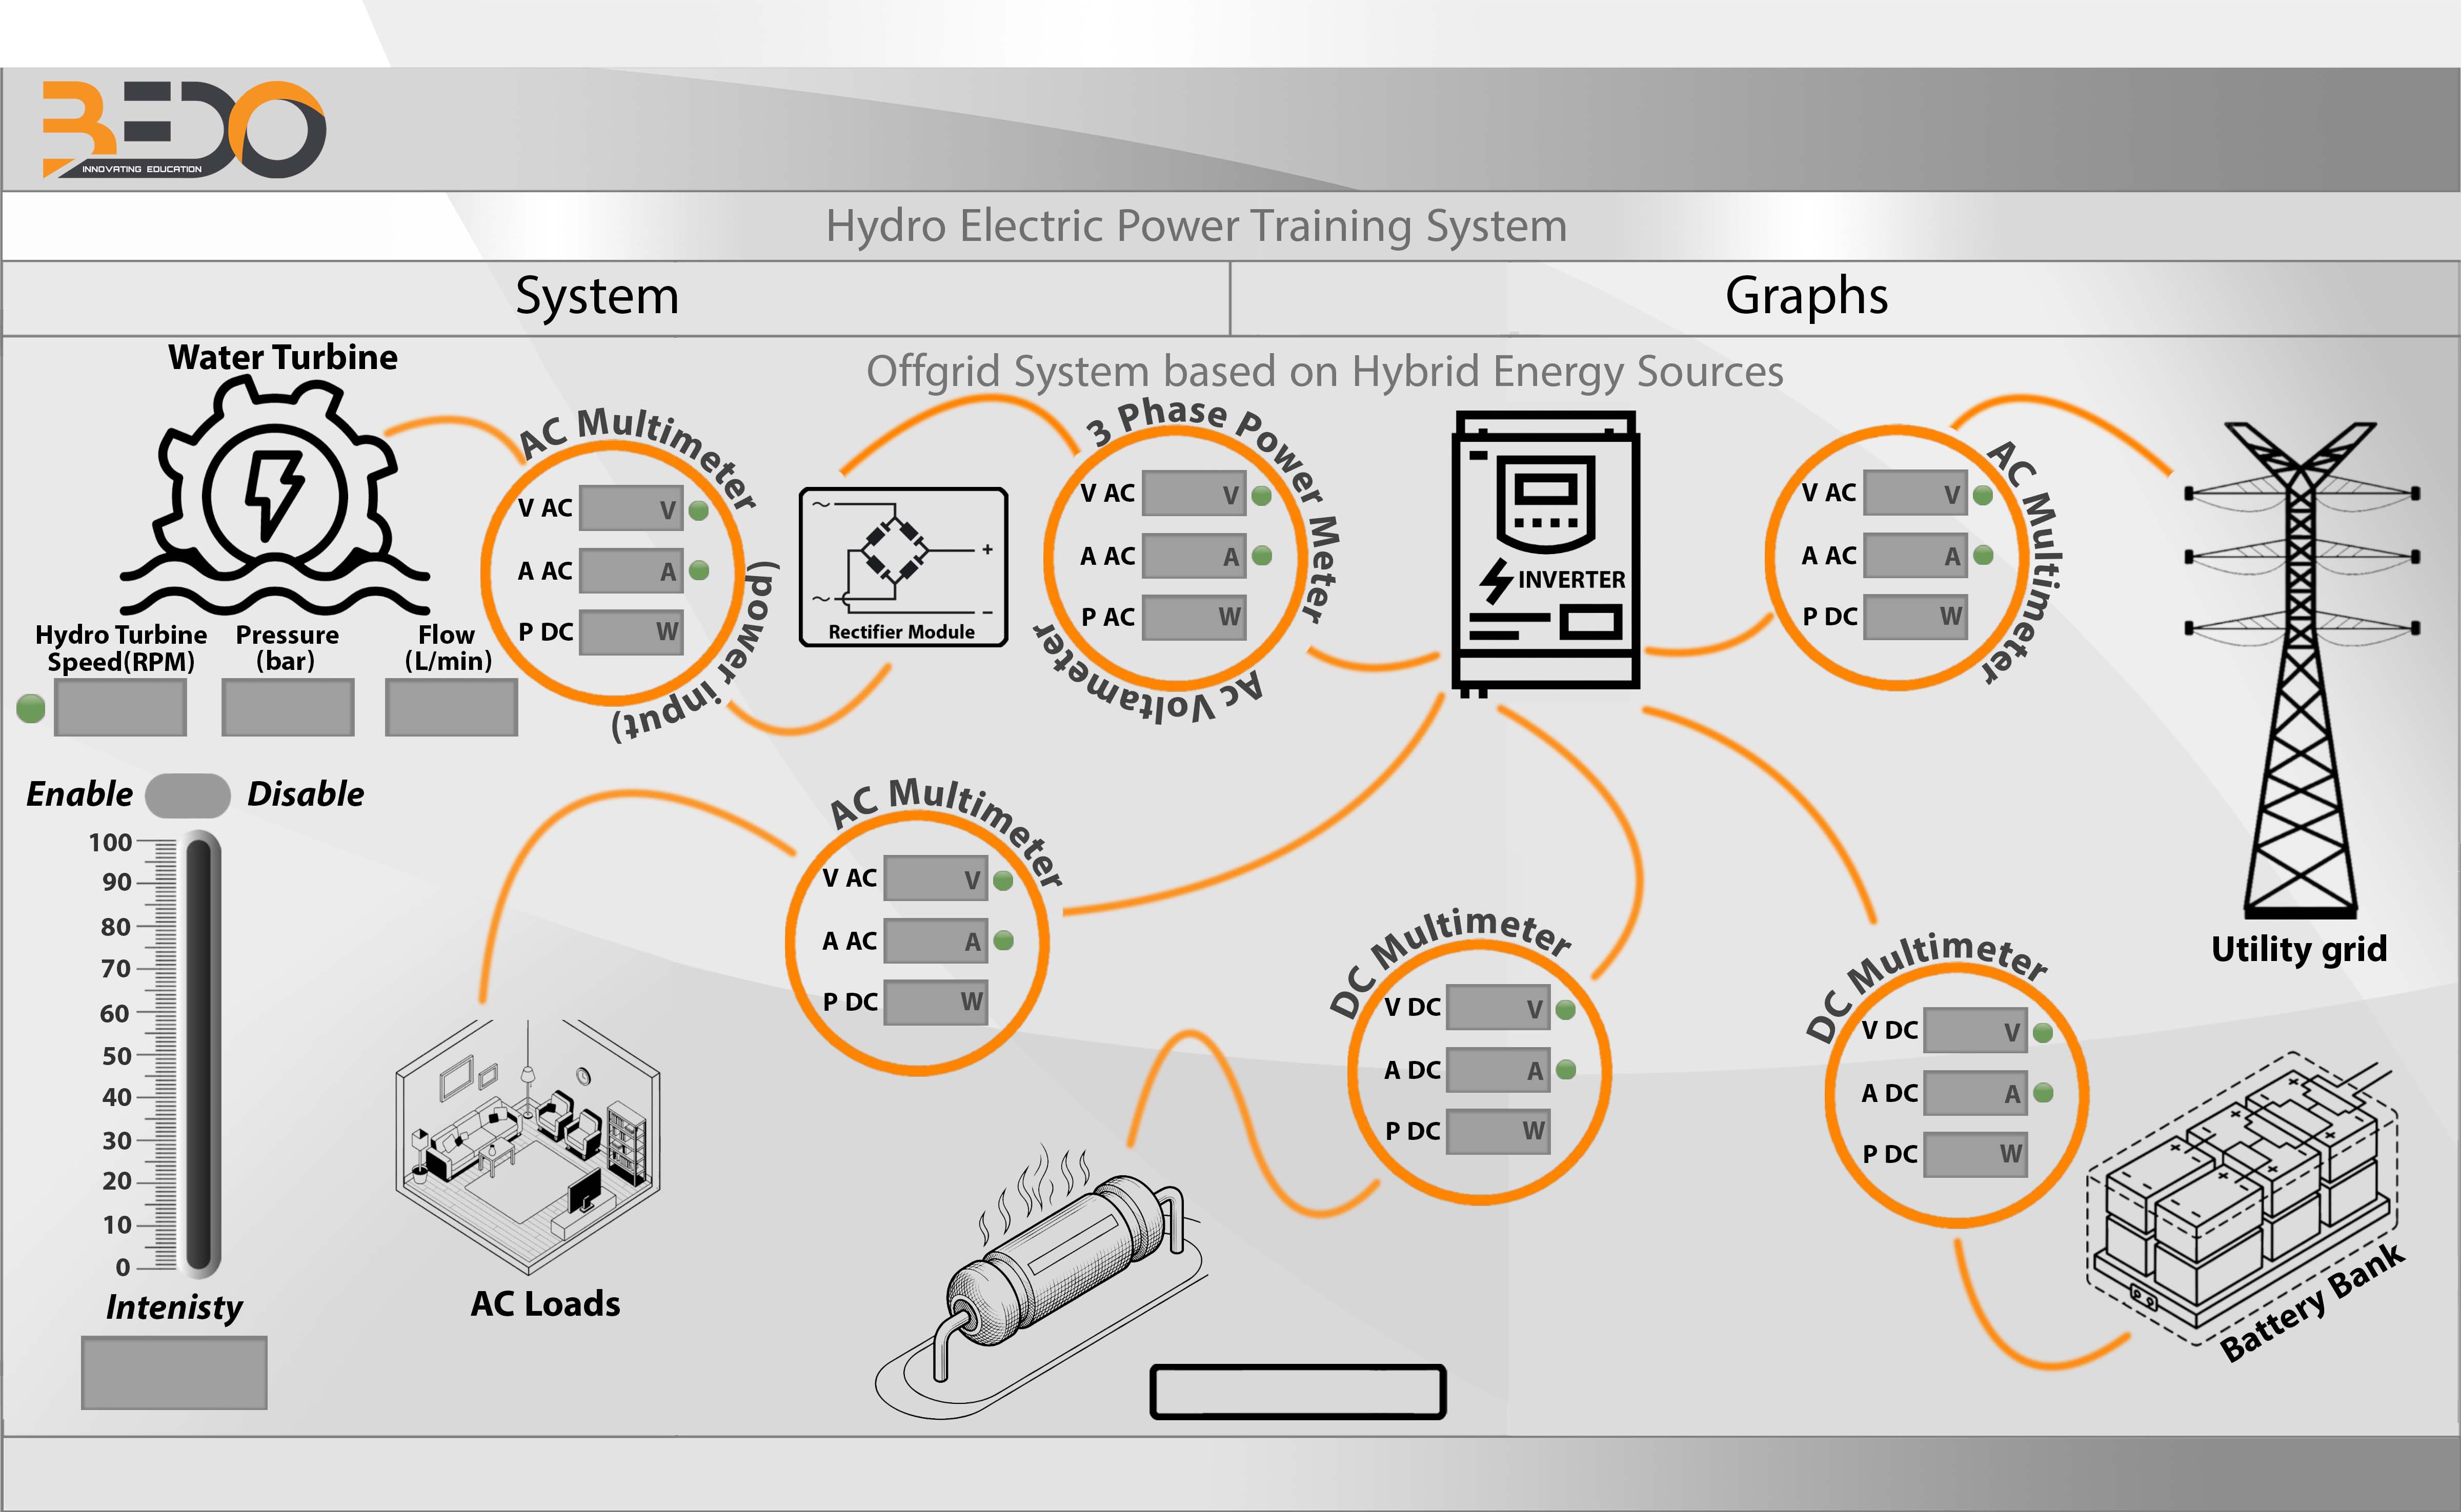 BEDO
INNOVATING EDUCATION
Hydro Electric Power Training System
System
Graphs
Offgrid System based on Hybrid Energy Sources
Water Turbine
Hydro Turbine
Speed(RPM)
Pressure
(bar)
Flow
(L/min)
AC Multimeter
V AC V
A AC A
P DC W
(power input)
~
~
+
−
Rectifier Module
3 Phase Power Meter
V AC V
A AC A
P AC W
Ac Voltameter
INVERTER
AC Multimeter
V AC V
A AC A
P DC W
Utility grid
Enable
Disable
100
90
80
70
60
50
40
30
20
10
0
Intenisty
AC Multimeter
V AC V
A AC A
P DC W
AC Loads
DC Multimeter
V DC V
A DC A
P DC W
DC Multimeter
V DC V
A DC A
P DC W
Battery Bank